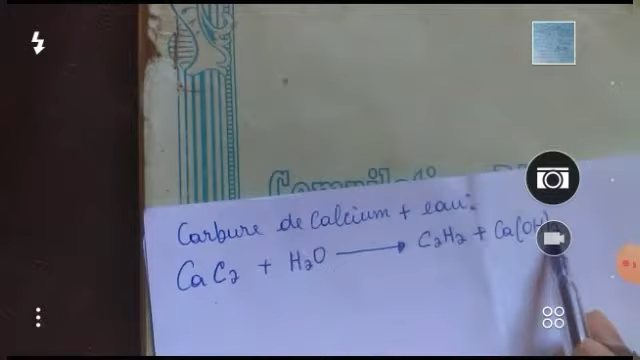 Carbure de Calcium + eau:
CaC₂ + H₂O ⟶ C₂H₂ + Ca(OH)